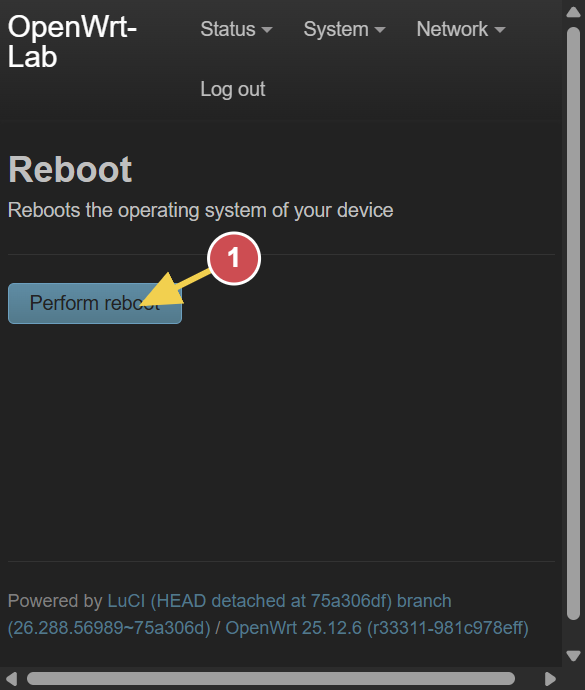 OpenWrt-
Lab
Status
System
Network
Log out
Reboot
Reboots the operating system of your device
1
Perform reboot
Powered by LuCI (HEAD detached at 75a306df) branch
(26.288.56989~75a306d) / OpenWrt 25.12.6 (r33311-981c978eff)